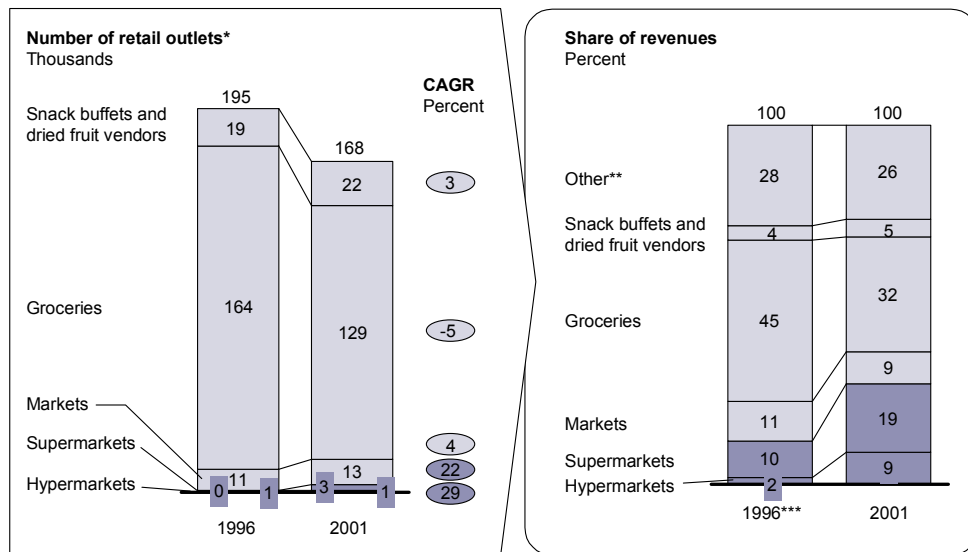 Number of retail outlets*
Thousands
CAGR
Percent
195
168
Snack buffets and
dried fruit vendors
19
22
3
Groceries
164
129
-5
Markets
11
13
4
Supermarkets
1
3
22
Hypermarkets
0
1
29
1996
2001
Share of revenues
Percent
100
100
Other**
28
26
Snack buffets and
dried fruit vendors
4
5
Groceries
45
32
Markets
11
9
Supermarkets
10
19
Hypermarkets
2
9
1996***
2001